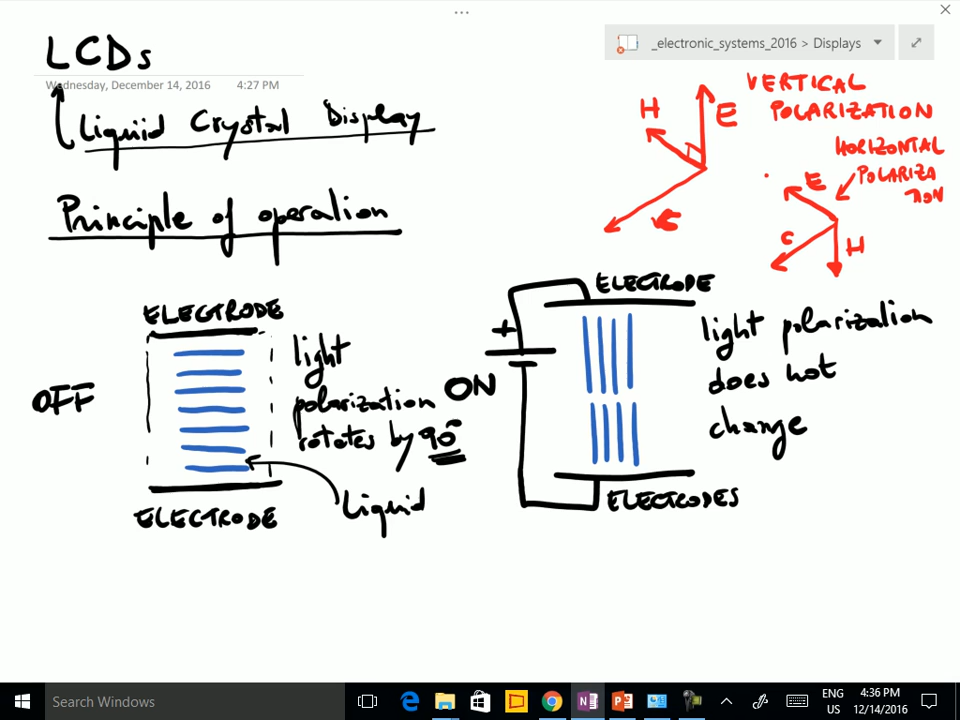 LCDs
Wednesday, December 14, 2016 4:27 PM
_electronic_systems_2016 > Displays
Liquid Crystal Display
Principle of operation
VERTICAL
POLARIZATION
H
E
C
HORIZONTAL
POLARIZA
TION
E
C
H
ELECTRODE
OFF
light
polarization
rotates by 90°
Liquid
ELECTRODE
ELECTRODE
+
ON
light polarization
does not
change
ELECTRODES
Search Windows
ENG
US
4:36 PM
12/14/2016